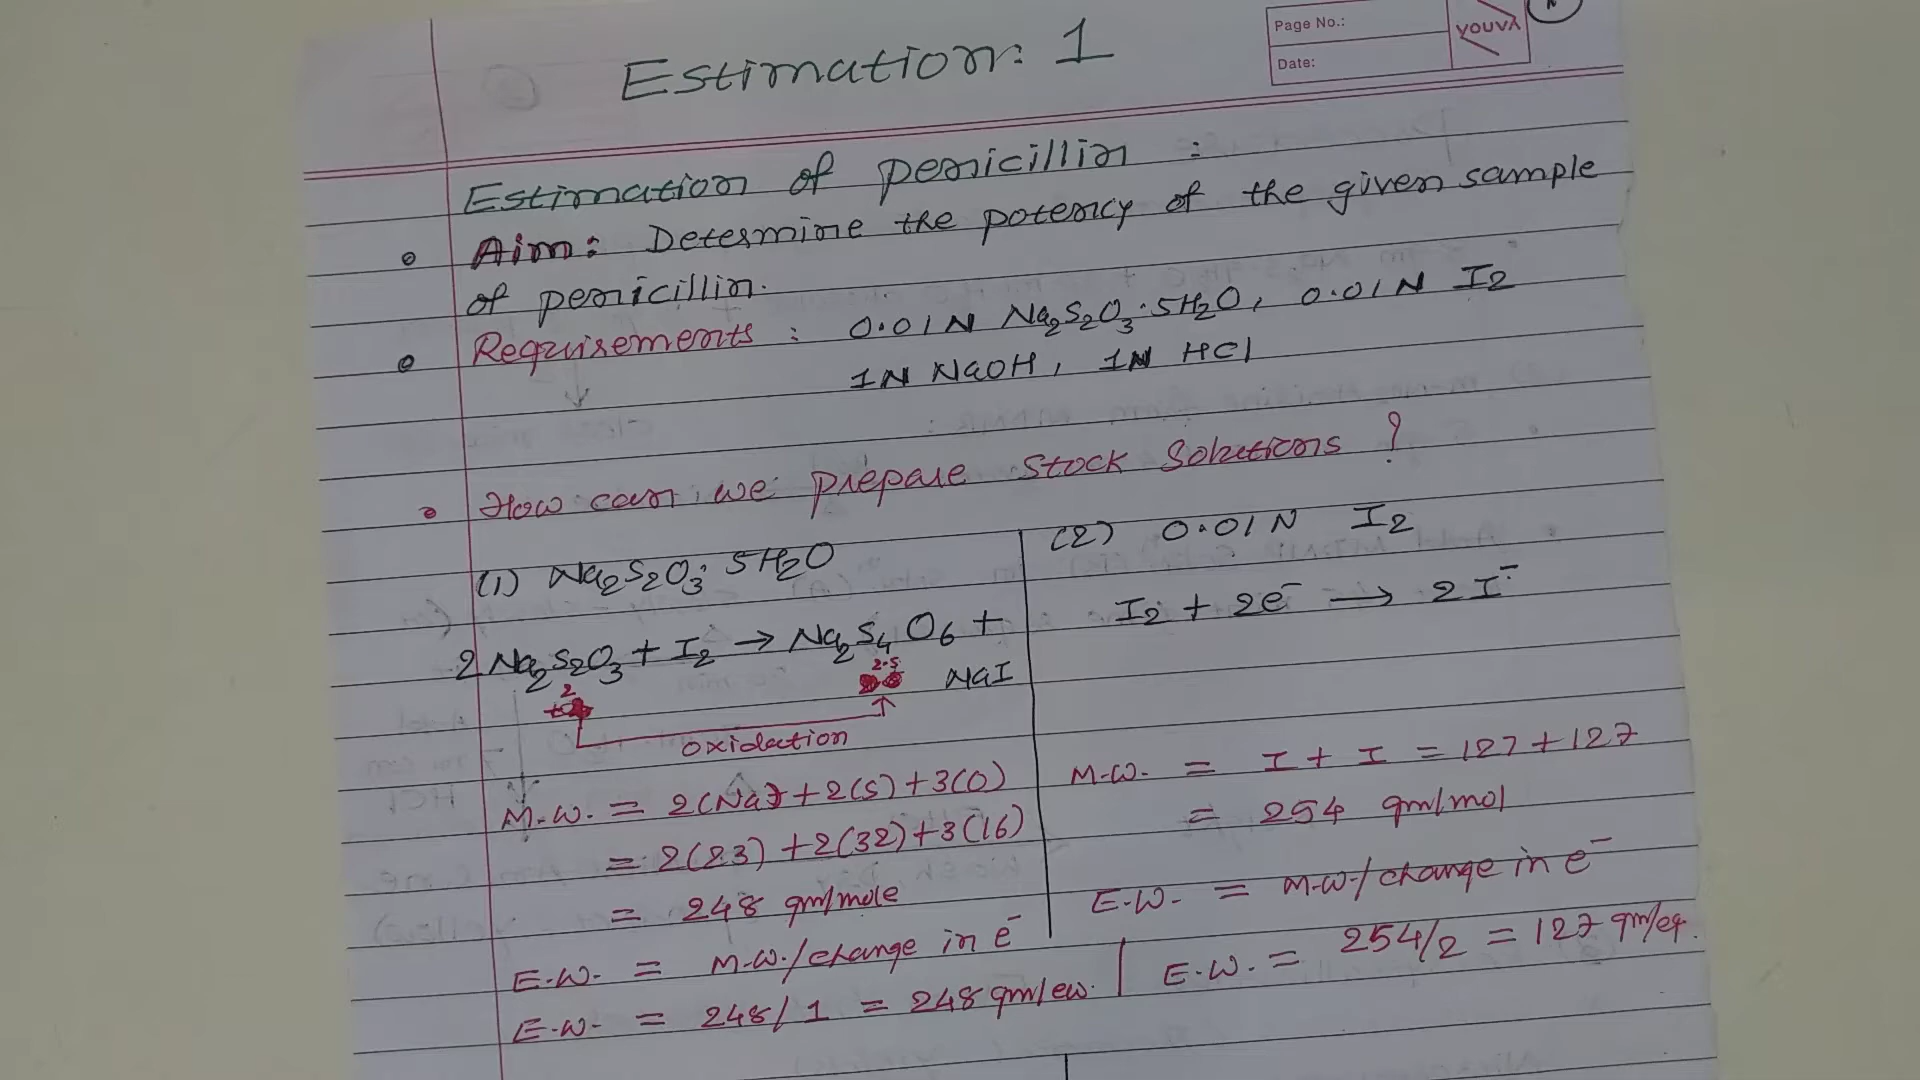 Estimation: 1
Page No.:
Date:
YOUVA
Estimation of penicillin :
Aim: Determine the potency of the given sample
of penicillin.
Requirements : 0.01N Na2S2O3·5H2O, 0.01N I2
1N NaOH, 1N HCl
How can we prepare stock solutions ?
(1) Na2S2O3·5H2O
2Na2S2O3 + I2 → Na2S4O6 +
NaI
2
2.5
oxidation
M.W. = 2(Na) + 2(S) + 3(O)
= 2(23) + 2(32) + 3(16)
= 248 gm/mole
E.W. = M.W./change in e⁻
E.W. = 248/1 = 248 gm/ew.
(2) 0.01N I2
I2 + 2e⁻ → 2I⁻
M.W. = I + I = 127 + 127
= 254 gm/mol
E.W. = M.W./change in e⁻
E.W. = 254/2 = 127 gm/eq.